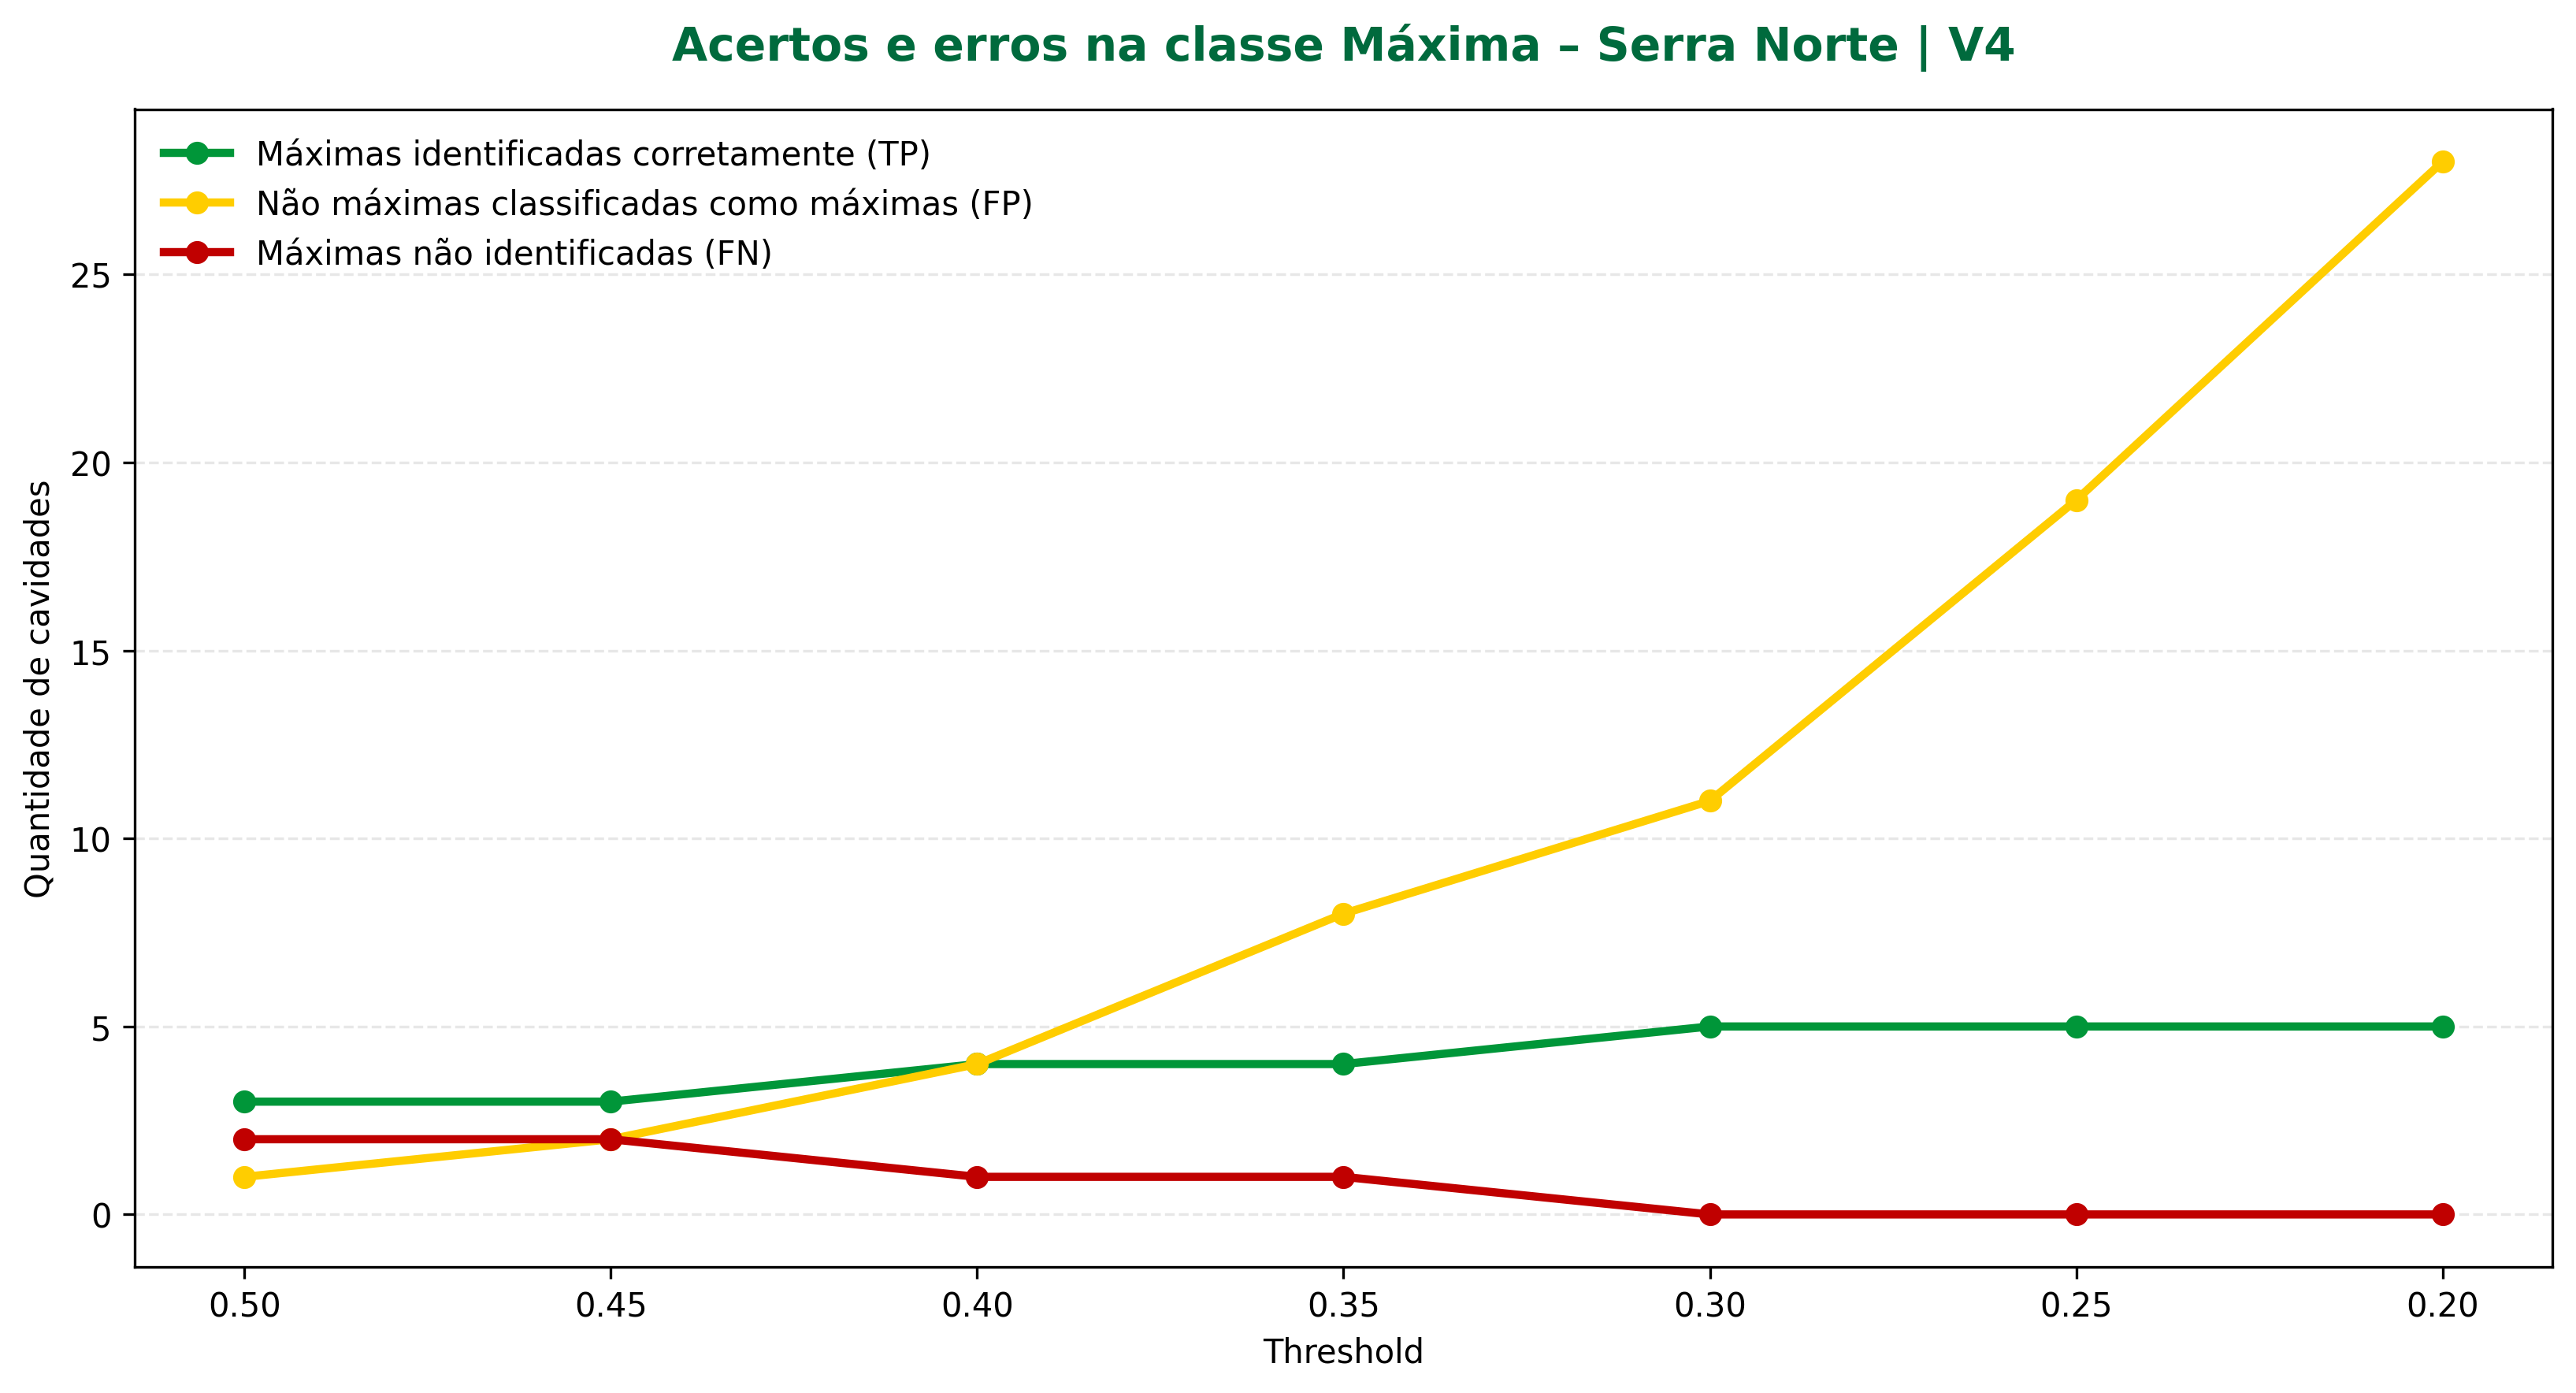 Acertos e erros na classe Máxima – Serra Norte | V4
Máximas identificadas corretamente (TP)
Não máximas classificadas como máximas (FP)
Máximas não identificadas (FN)
Quantidade de cavidades
25
20
15
10
5
0
0.50 0.45 0.40 0.35 0.30 0.25 0.20
Threshold